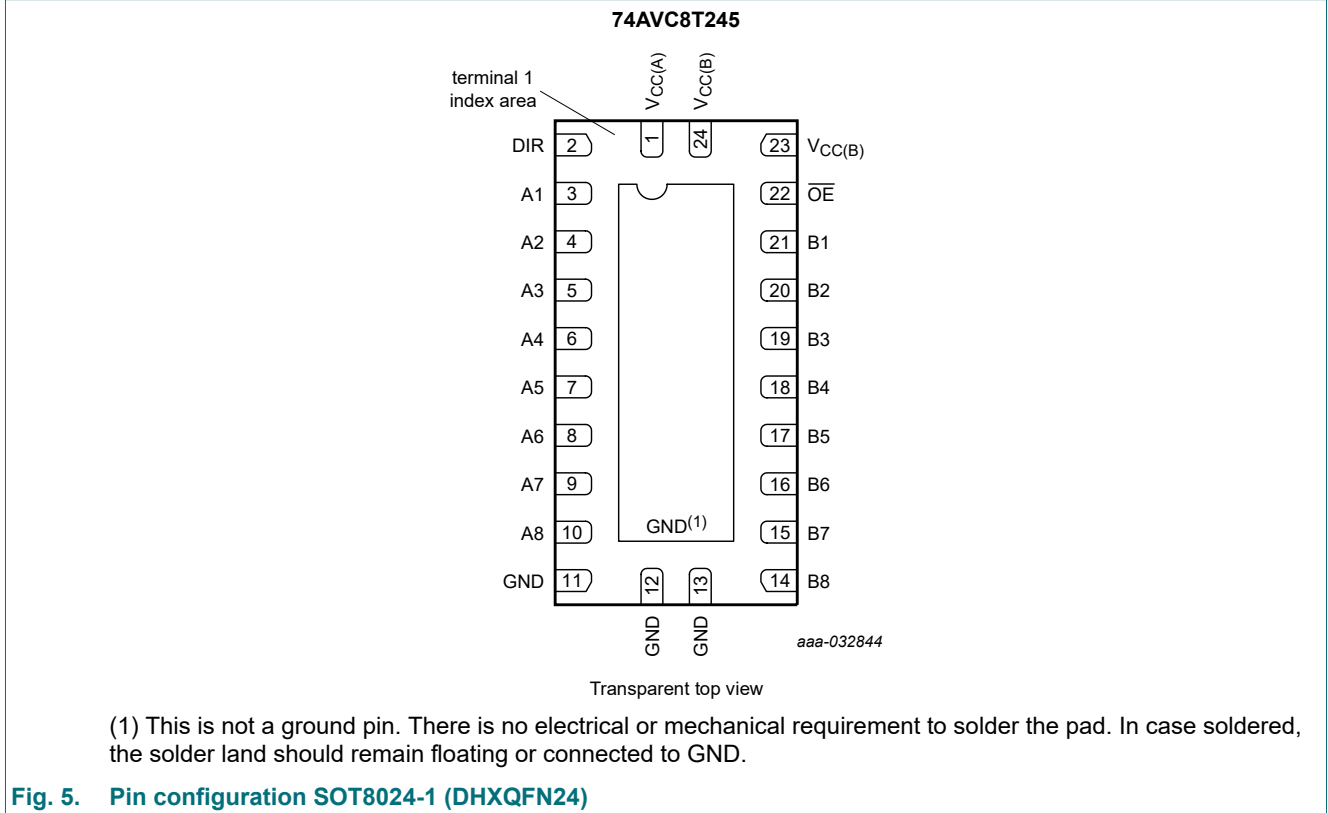 74AVC8T245
terminal 1
index area
VCC(A)
VCC(B)
1
24
DIR 2
23 VCC(B)
A1 3
22 OE
A2 4
21 B1
A3 5
20 B2
A4 6
19 B3
A5 7
18 B4
A6 8
17 B5
A7 9
16 B6
A8 10
GND(1)
15 B7
GND 11
14 B8
12
13
GND
GND
aaa-032844
Transparent top view
(1) This is not a ground pin. There is no electrical or mechanical requirement to solder the pad. In case soldered,
the solder land should remain floating or connected to GND.
Fig. 5. Pin configuration SOT8024-1 (DHXQFN24)